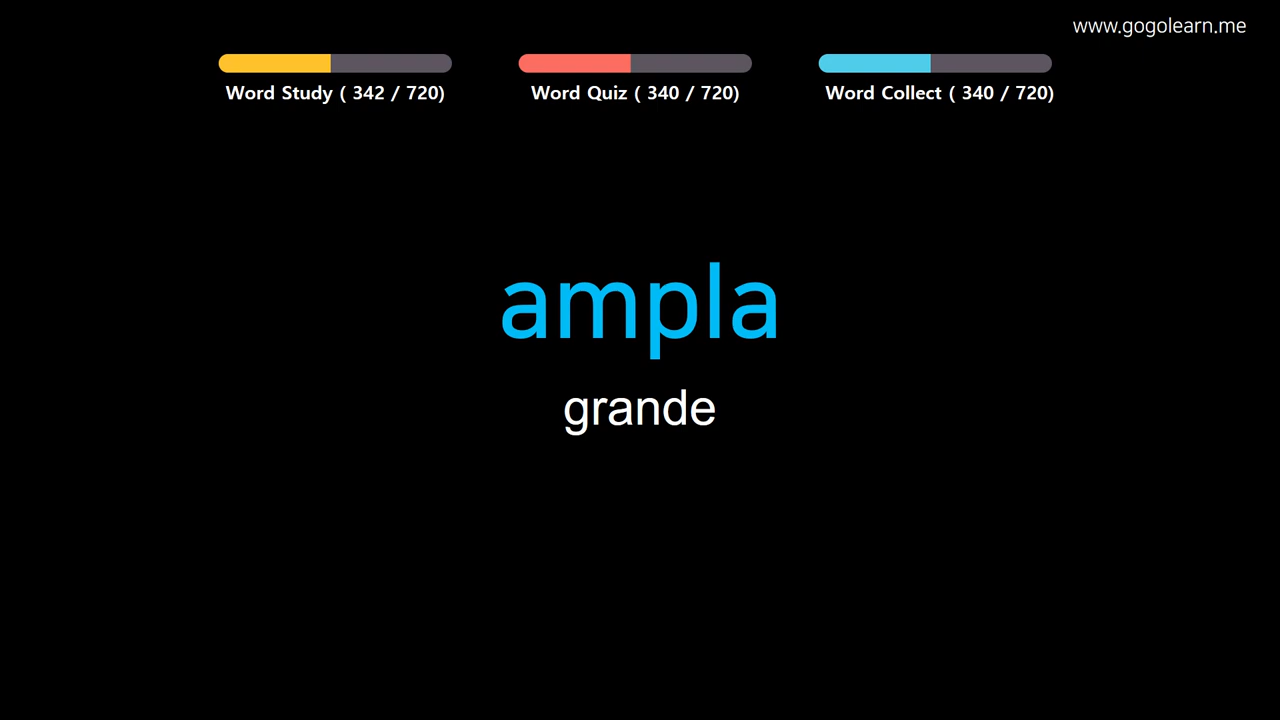 www.gogolearn.me
Word Study ( 342 / 720)
Word Quiz ( 340 / 720)
Word Collect ( 340 / 720)
ampla
grande